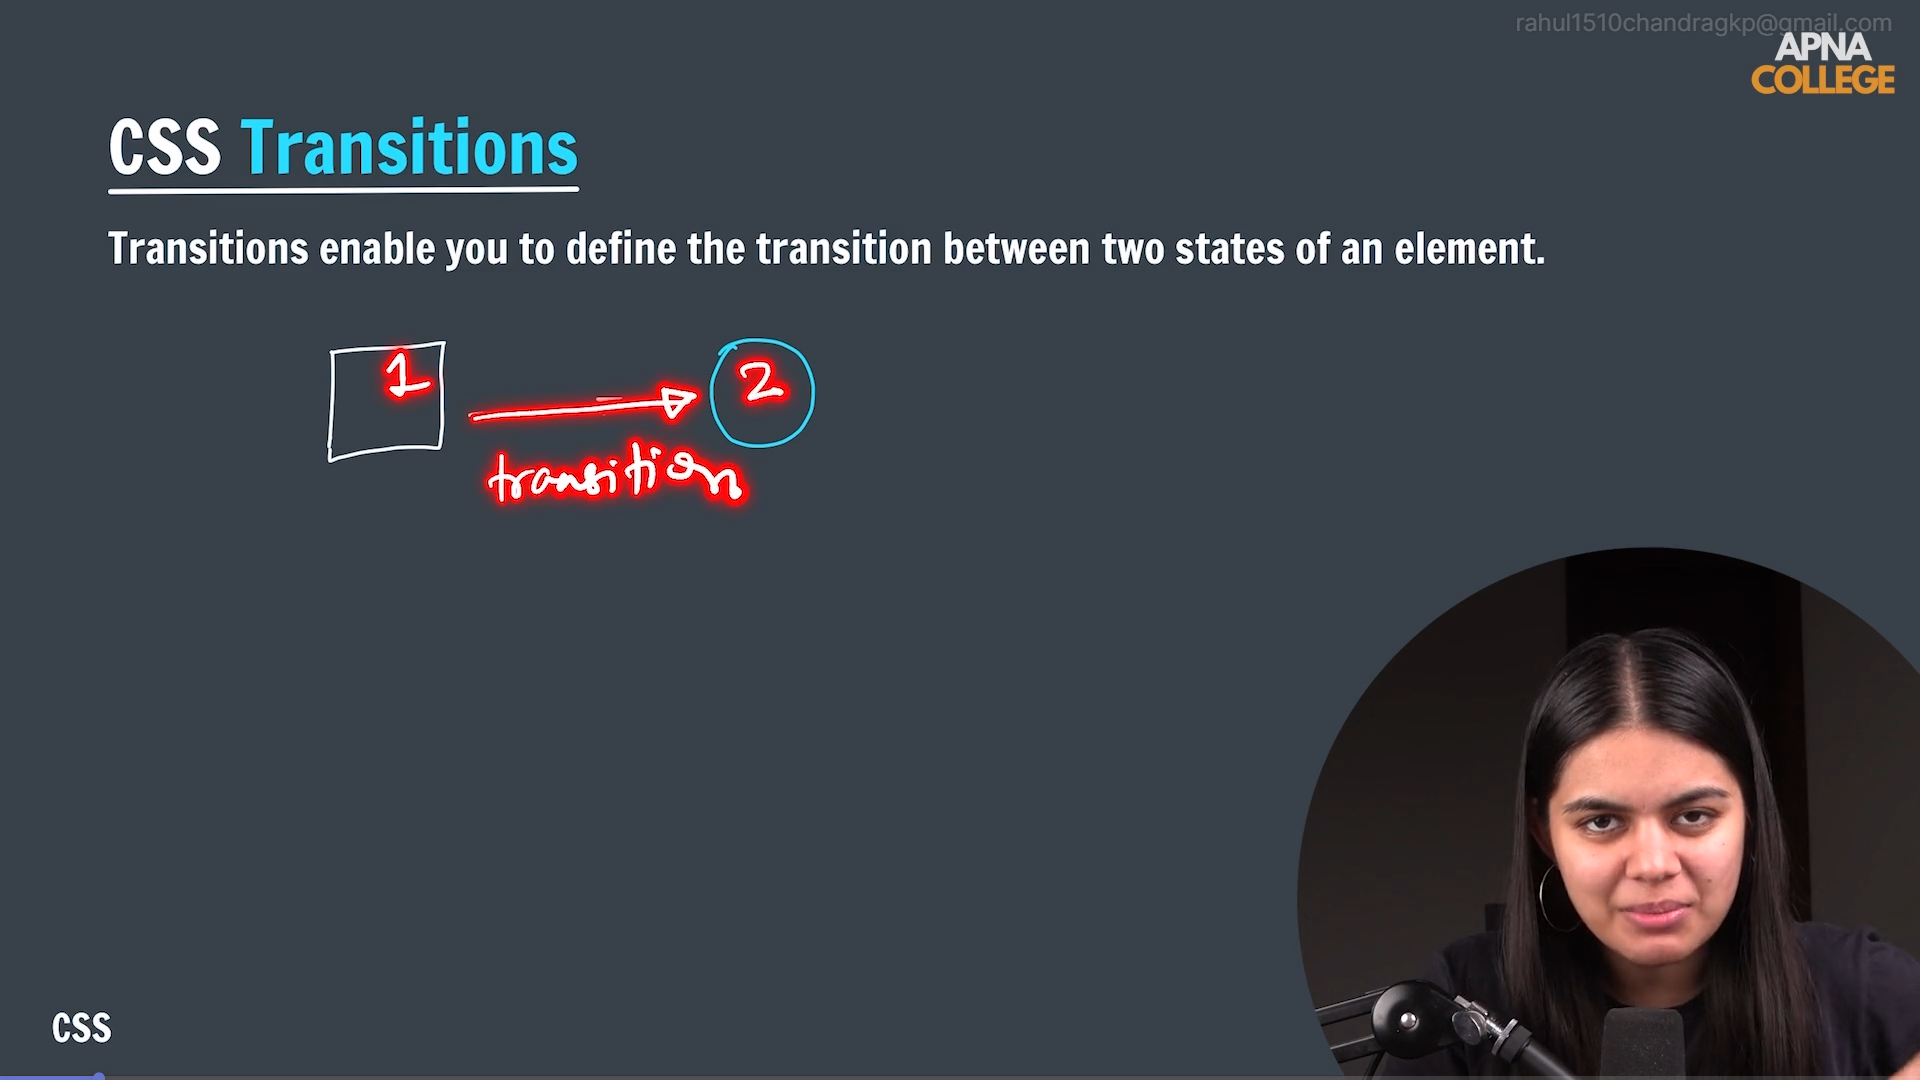 rahul1510chandragkp@gmail.com
APNA
COLLEGE
CSS Transitions
Transitions enable you to define the transition between two states of an element.
1
2
transition
CSS